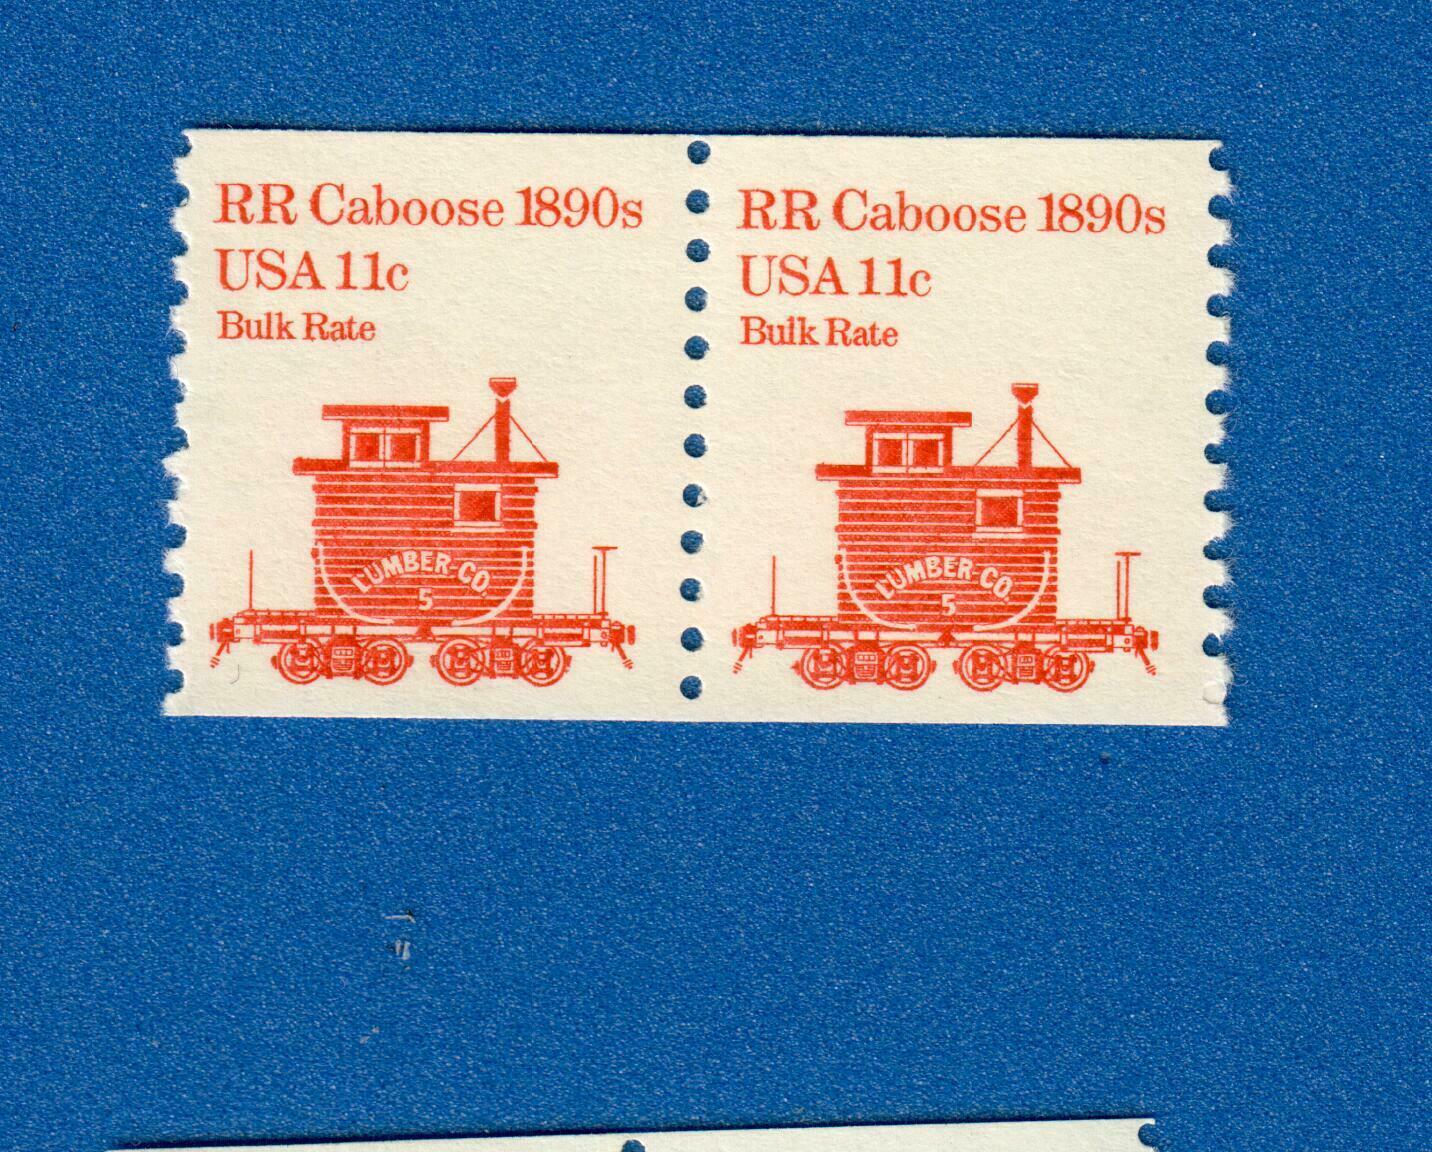 RR Caboose 1890s
USA 11c
Bulk Rate
LUMBER-CO.
5
RR Caboose 1890s
USA 11c
Bulk Rate
LUMBER-CO.
5